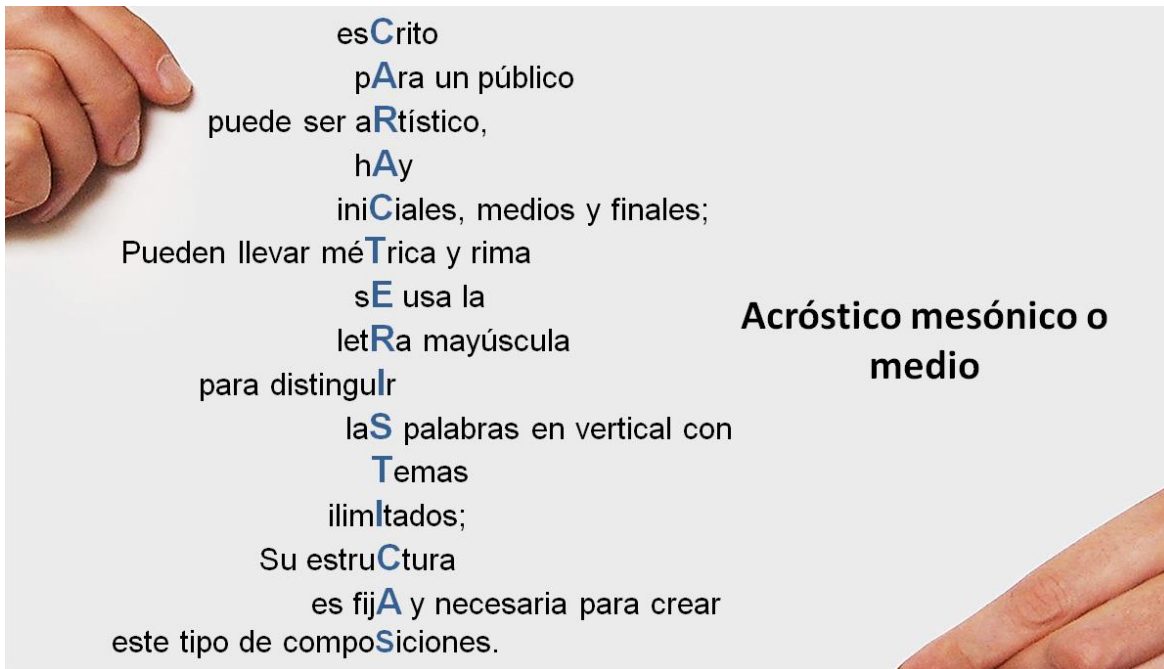 esCrito
pAra un público
puede ser aRtístico,
hAy
iniCiales, medios y finales;
Pueden llevar méTrica y rima
sE usa la
letRa mayúscula
para distinguIr
laS palabras en vertical con
Temas
ilimItados;
Su estruCtura
es fijA y necesaria para crear
este tipo de compoSiciones.
Acróstico mesónico o
medio